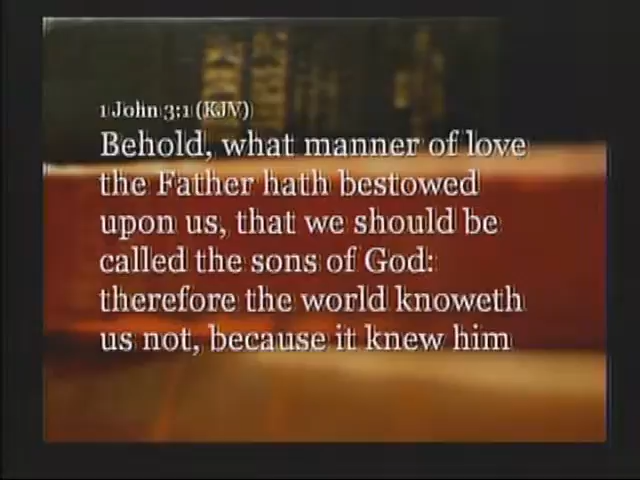 1 John 3:1 (KJV)
Behold, what manner of love
the Father hath bestowed
upon us, that we should be
called the sons of God:
therefore the world knoweth
us not, because it knew him